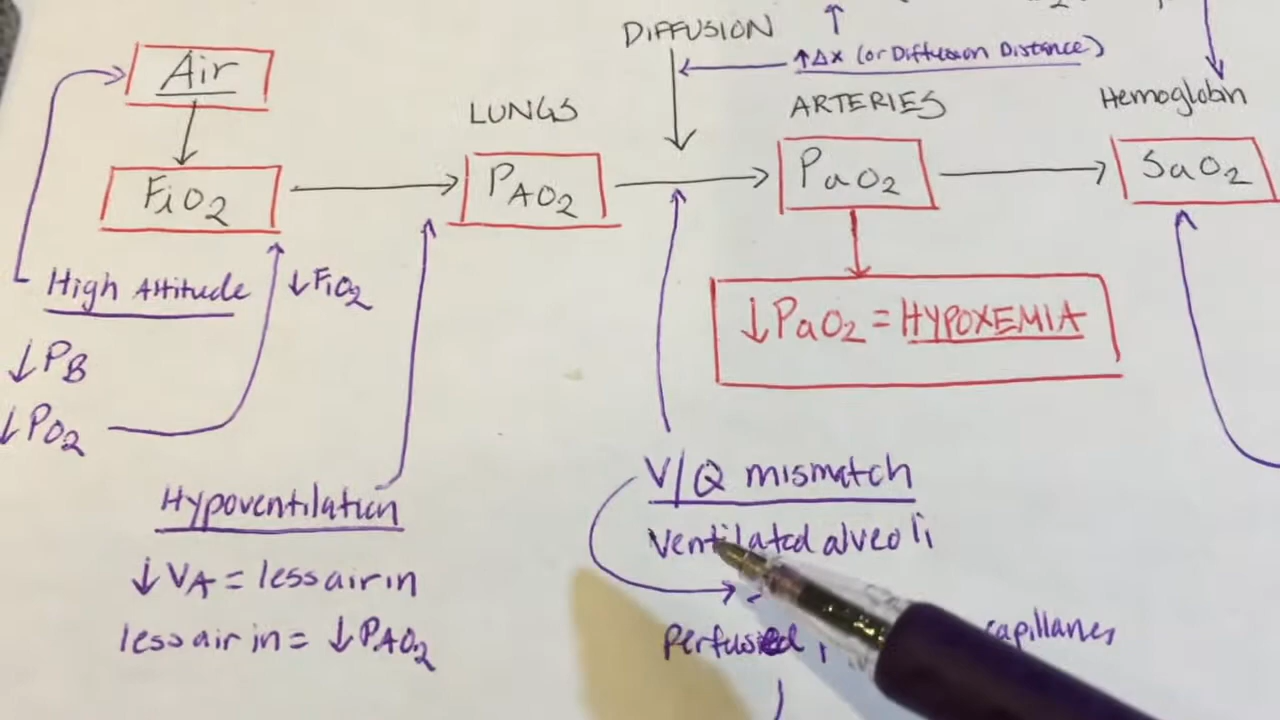 DIFFUSION
↑Δx (or Diffusion Distance)
Air
LUNGS
ARTERIES
Hemoglobin
FiO2
PAO2
PaO2
SaO2
High Altitude
↓FiO2
↓PaO2 = HYPOXEMIA
↓PB
↓PO2
V/Q mismatch
Hypoventilation
ventilated alveoli
↓VA = less air in
less air in = ↓PAO2
Perfused
capillaries